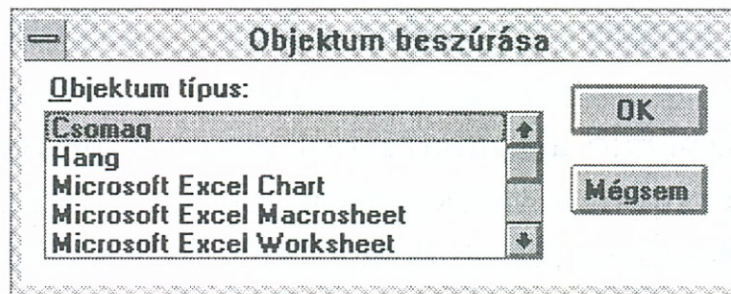 Objektum beszúrása
Objektum típus:
Csomag
Hang
Microsoft Excel Chart
Microsoft Excel Macrosheet
Microsoft Excel Worksheet
OK
Mégsem